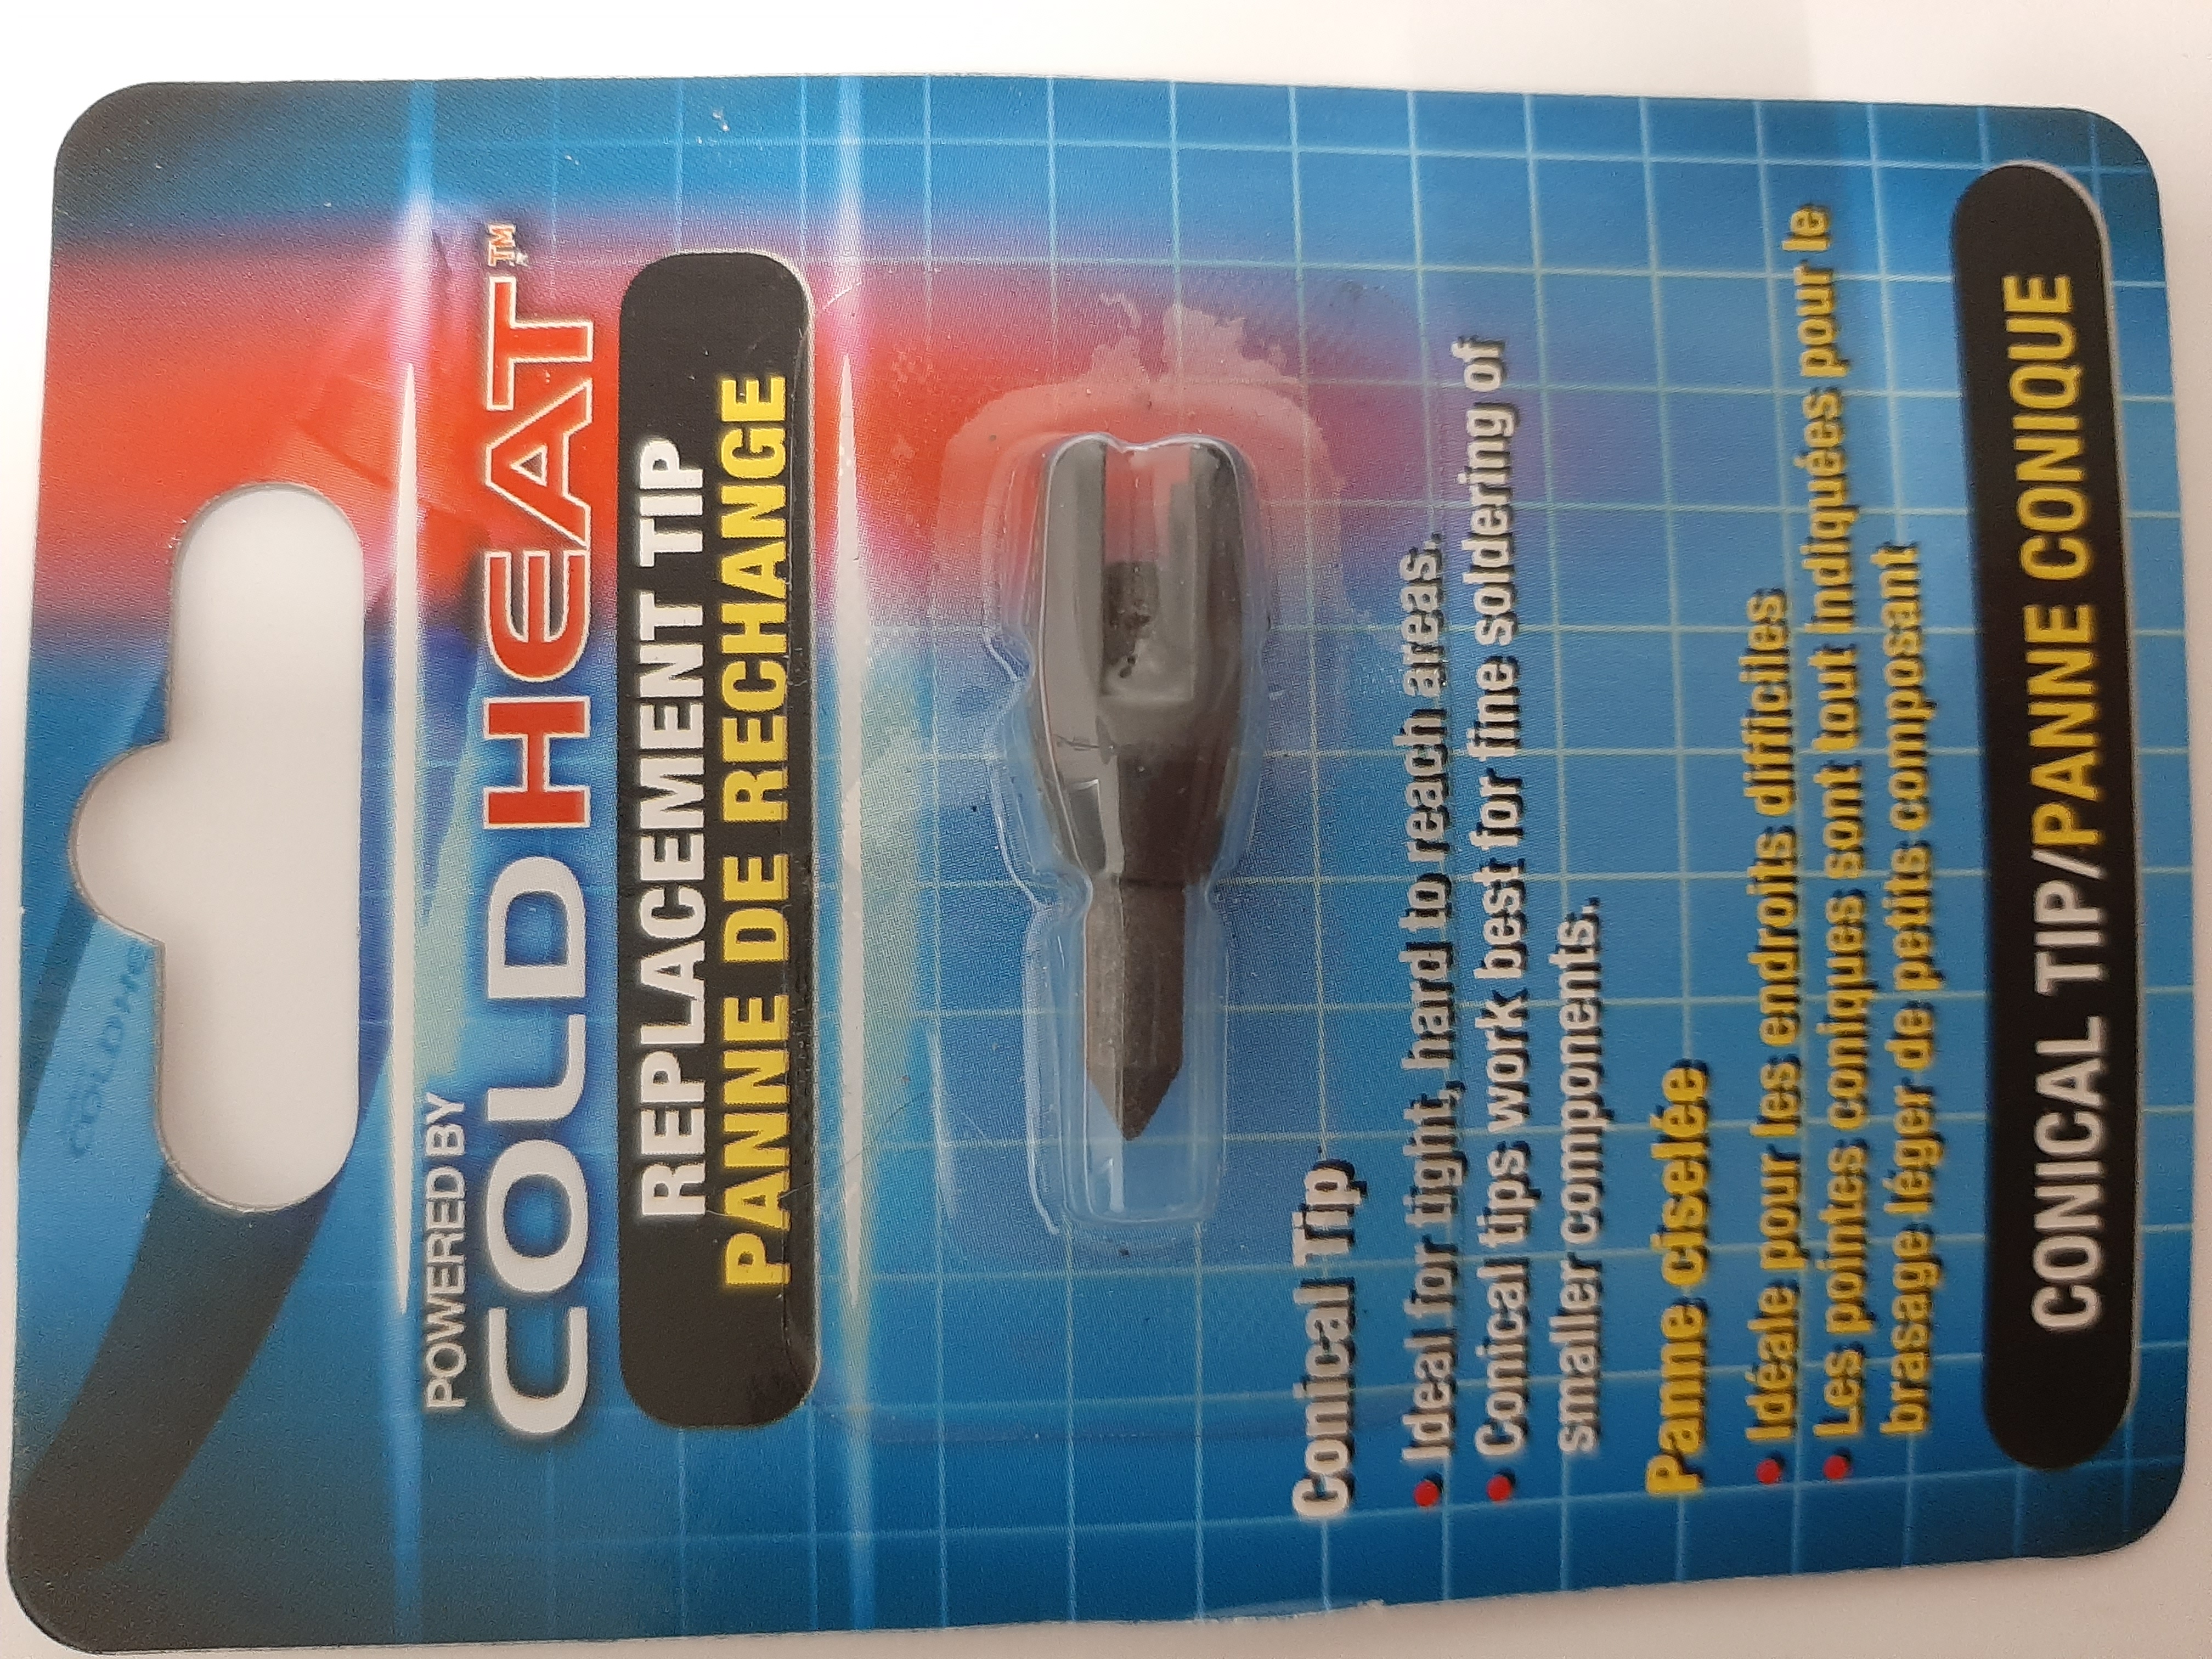 COLDHE
POWERED BY
COLDHEAT™
REPLACEMENT TIP
PANNE DE RECHANGE
Conical Tip
• Ideal for tight, hard to reach areas.
• Conical tips work best for fine soldering of
smaller components.
Panne ciselée
• Idéale pour les endroits difficiles
• Les pointes coniques sont tout indiquées pour le
brasage léger de petits composant
CONICAL TIP/PANNE CONIQUE